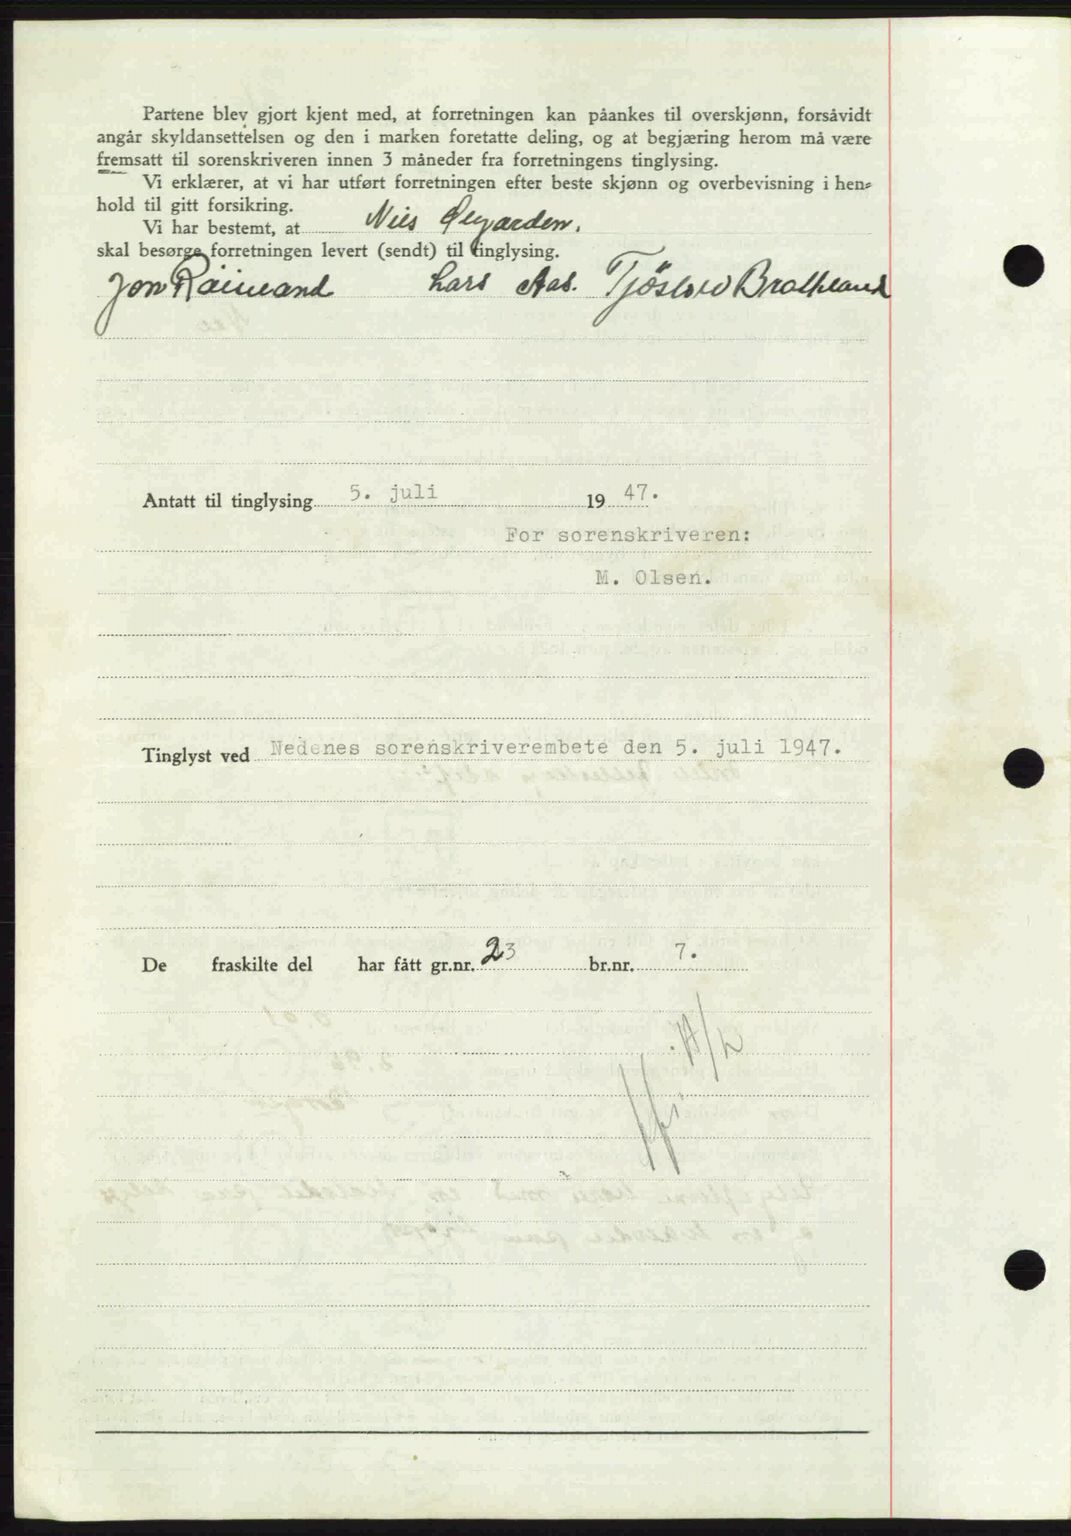 Partene blev gjort kjent med, at forretningen kan påankes til overskjønn, forsåvidt
angår skyldansettelsen og den i marken foretatte deling, og at begjæring herom må være
fremsatt til sorenskriveren innen 3 måneder fra forretningens tinglysing.
Vi erklærer, at vi har utført forretningen efter beste skjønn og overbevisning i hen-
hold til gitt forsikring.
Vi har bestemt, at Nils Øygarden.
skal besørge forretningen levert (sendt) til tinglysing.
Jon Lars Aas.
Antatt til tinglysing 5. juli 1947.
For sorenskriveren:
M. Olsen.
Tinglyst ved Nedenes sorenskriverembete den 5. juli 1947.
De fraskilte del har fått gr.nr. 23 br.nr. 7.